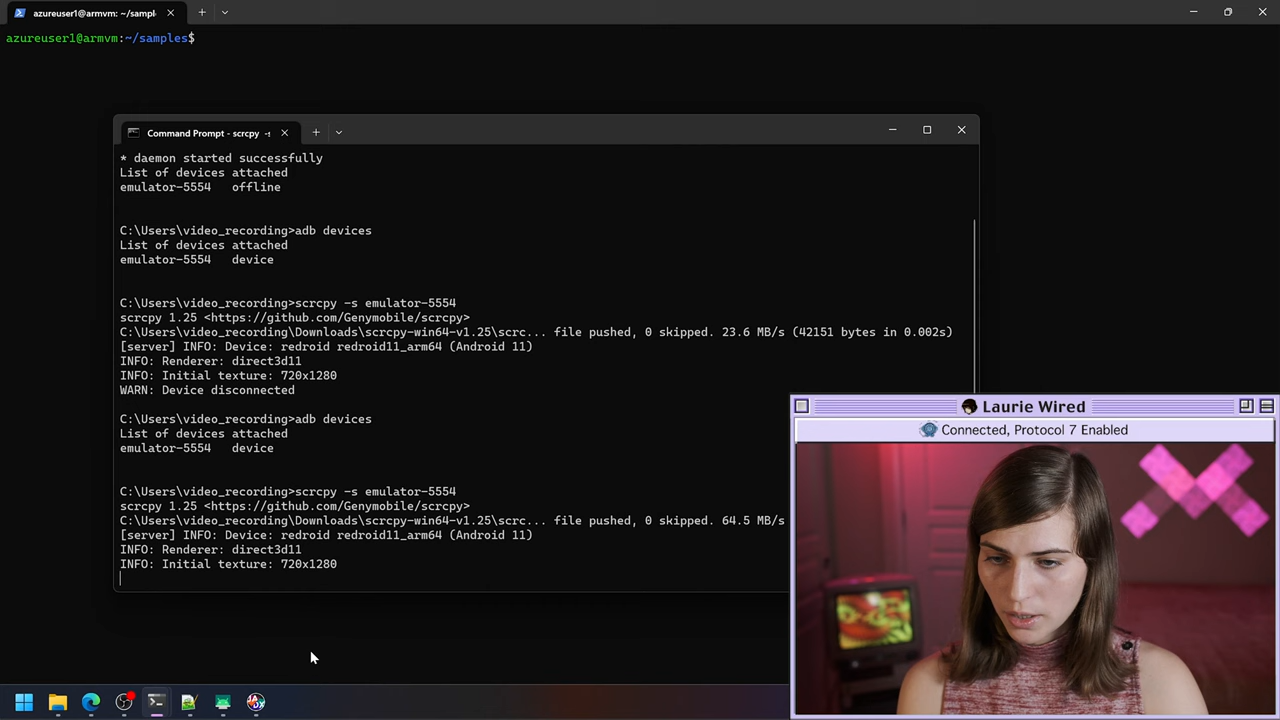 azureuser1@armvm: ~/sampl
azureuser1@armvm:~/samples$
Command Prompt - scrcpy -s
* daemon started successfully
List of devices attached
emulator-5554   offline
C:\Users\video_recording>adb devices
List of devices attached
emulator-5554   device
C:\Users\video_recording>scrcpy -s emulator-5554
scrcpy 1.25 <https://github.com/Genymobile/scrcpy>
C:\Users\video_recording\Downloads\scrcpy-win64-v1.25\scrc... file pushed, 0 skipped. 23.6 MB/s (42151 bytes in 0.002s)
[server] INFO: Device: redroid redroid11_arm64 (Android 11)
INFO: Renderer: direct3d11
INFO: Initial texture: 720x1280
WARN: Device disconnected
C:\Users\video_recording>adb devices
List of devices attached
emulator-5554   device
C:\Users\video_recording>scrcpy -s emulator-5554
scrcpy 1.25 <https://github.com/Genymobile/scrcpy>
C:\Users\video_recording\Downloads\scrcpy-win64-v1.25\scrc... file pushed, 0 skipped. 64.5 MB/s
[server] INFO: Device: redroid redroid11_arm64 (Android 11)
INFO: Renderer: direct3d11
INFO: Initial texture: 720x1280
Laurie Wired
Connected, Protocol 7 Enabled